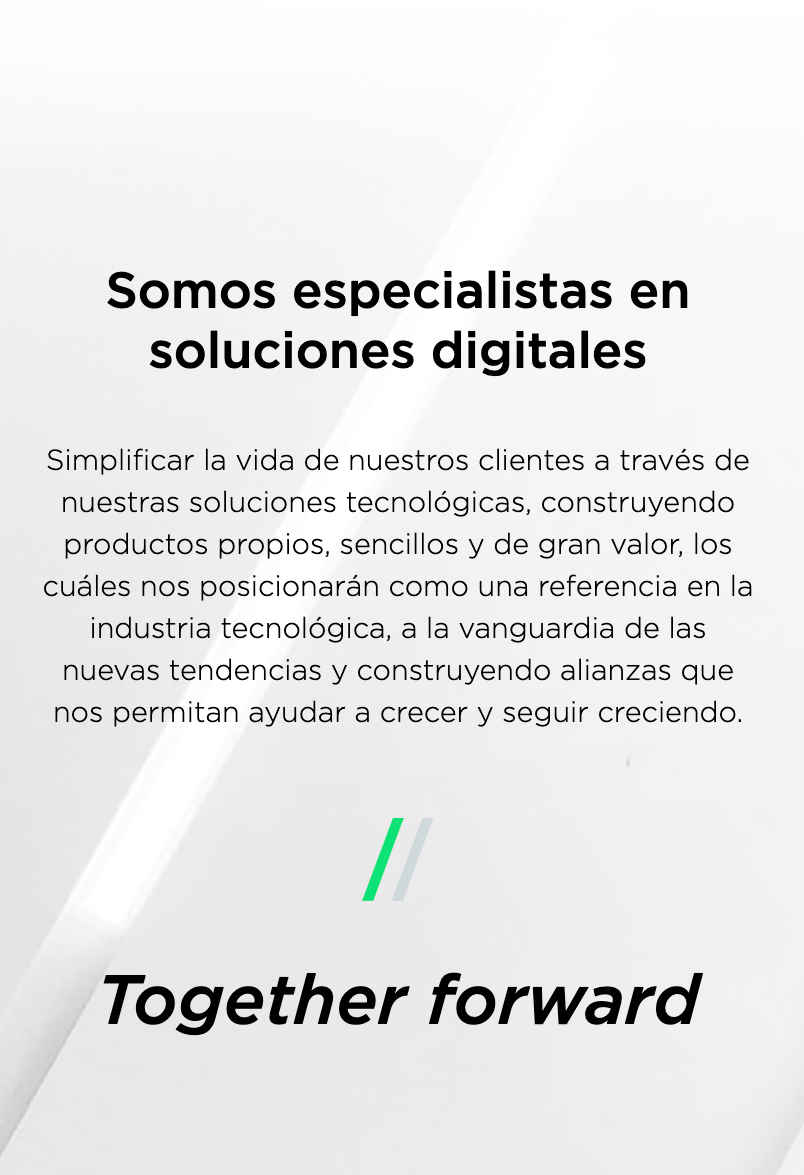 Somos especialistas en
soluciones digitales
Simplificar la vida de nuestros clientes a través de
nuestras soluciones tecnológicas, construyendo
productos propios, sencillos y de gran valor, los
cuáles nos posicionarán como una referencia en la
industria tecnológica, a la vanguardia de las
nuevas tendencias y construyendo alianzas que
nos permitan ayudar a crecer y seguir creciendo.
Together forward